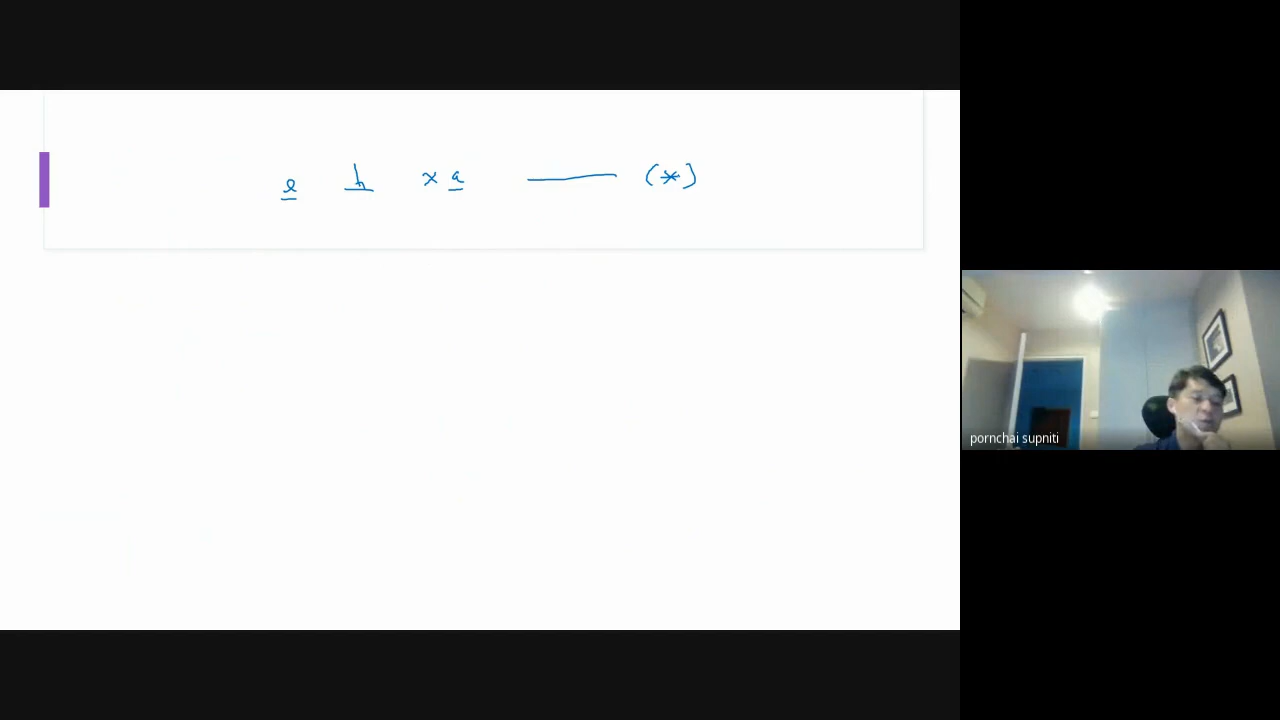 e h x a —— (*)
pornchai supniti